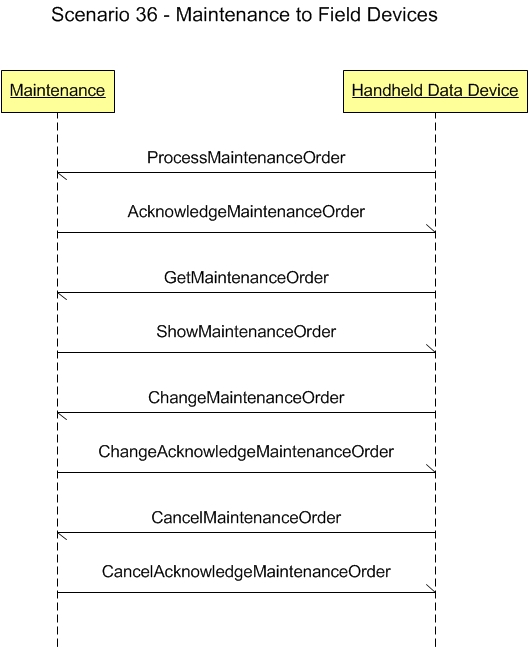 Scenario 36 - Maintenance to Field Devices
Maintenance
Handheld Data Device
ProcessMaintenanceOrder
AcknowledgeMaintenanceOrder
GetMaintenanceOrder
ShowMaintenanceOrder
ChangeMaintenanceOrder
ChangeAcknowledgeMaintenanceOrder
CancelMaintenanceOrder
CancelAcknowledgeMaintenanceOrder